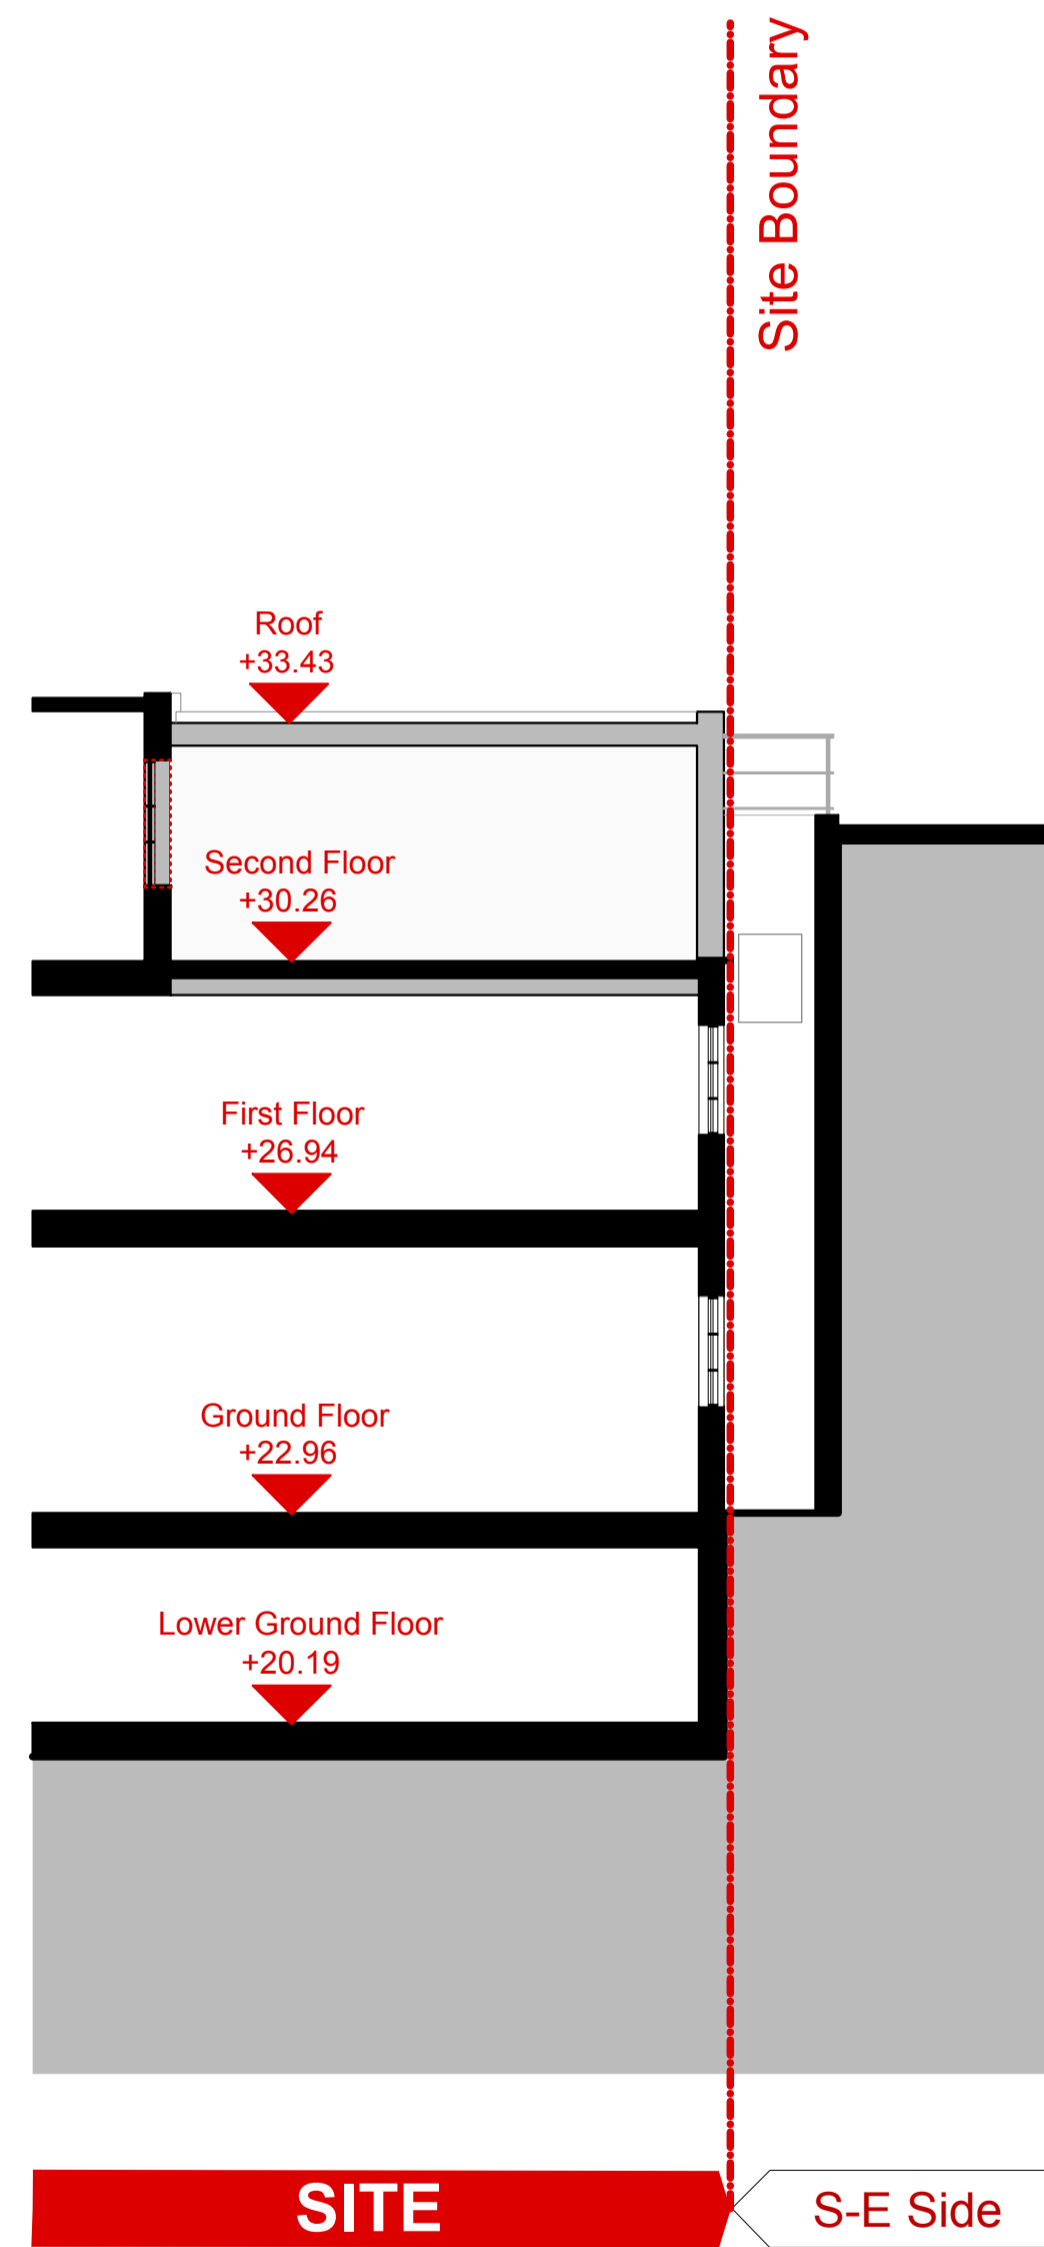 Site Boundary
Roof
+33.43
Second Floor
+30.26
First Floor
+26.94
Ground Floor
+22.96
Lower Ground Floor
+20.19
SITE
S-E Side